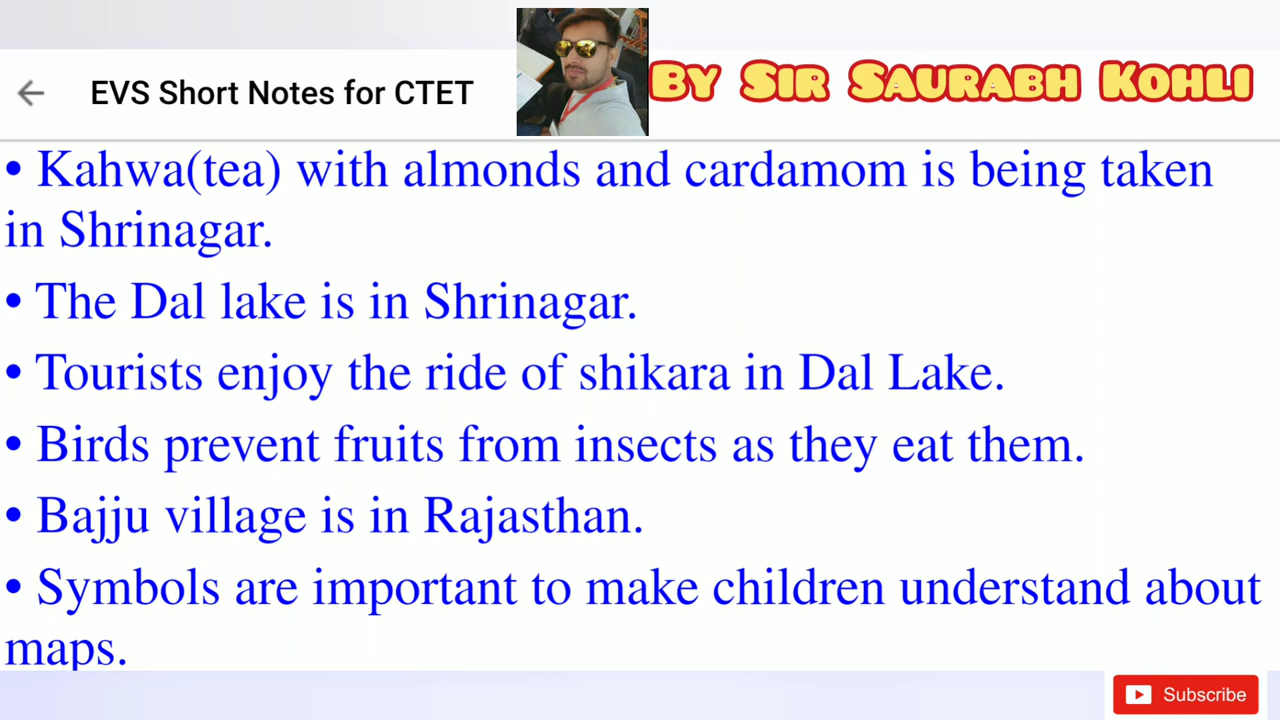 EVS Short Notes for CTET
By Sir Saurabh Kohli
• Kahwa(tea) with almonds and cardamom is being taken
in Shrinagar.
• The Dal lake is in Shrinagar.
• Tourists enjoy the ride of shikara in Dal Lake.
• Birds prevent fruits from insects as they eat them.
• Bajju village is in Rajasthan.
• Symbols are important to make children understand about
maps.
Subscribe